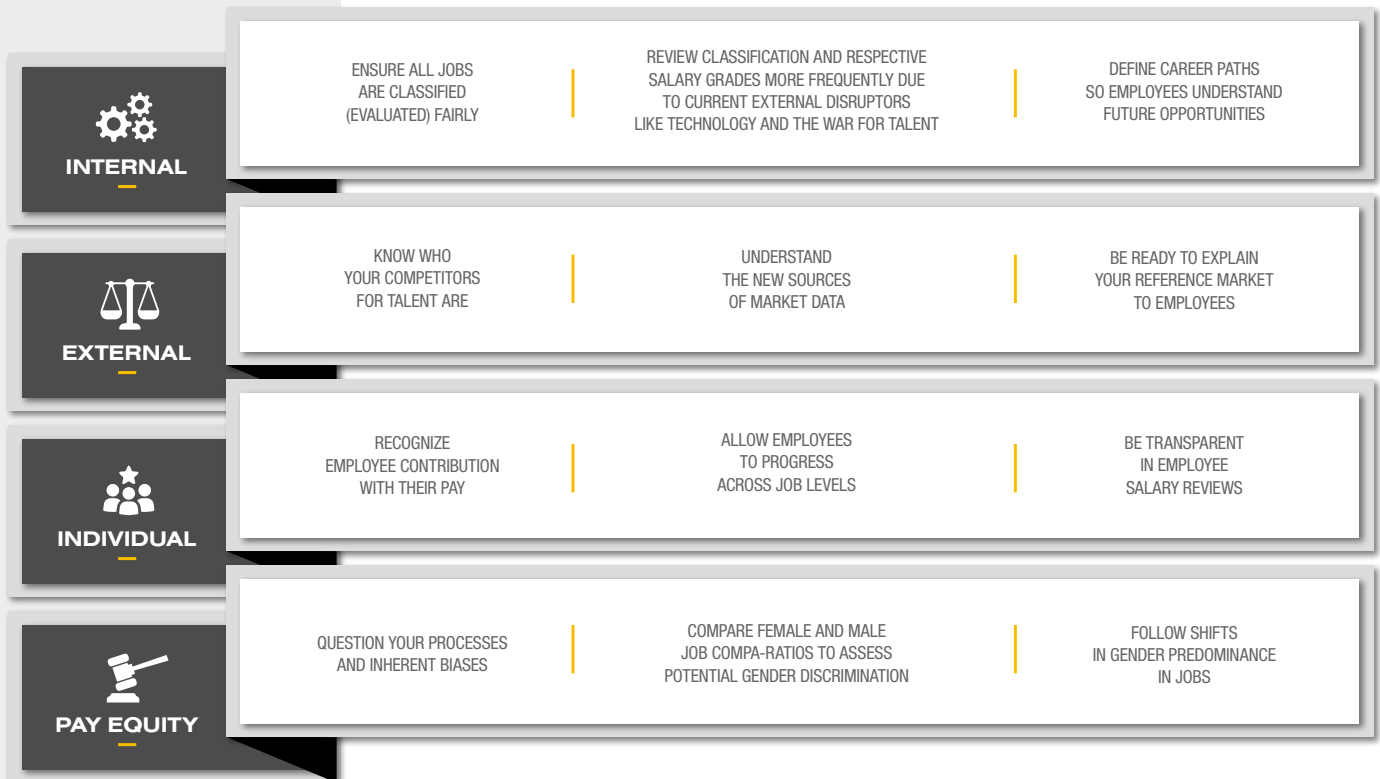 INTERNAL
ENSURE ALL JOBS
ARE CLASSIFIED
(EVALUATED) FAIRLY
REVIEW CLASSIFICATION AND RESPECTIVE
SALARY GRADES MORE FREQUENTLY DUE
TO CURRENT EXTERNAL DISRUPTORS
LIKE TECHNOLOGY AND THE WAR FOR TALENT
DEFINE CAREER PATHS
SO EMPLOYEES UNDERSTAND
FUTURE OPPORTUNITIES
EXTERNAL
KNOW WHO
YOUR COMPETITORS
FOR TALENT ARE
UNDERSTAND
THE NEW SOURCES
OF MARKET DATA
BE READY TO EXPLAIN
YOUR REFERENCE MARKET
TO EMPLOYEES
INDIVIDUAL
RECOGNIZE
EMPLOYEE CONTRIBUTION
WITH THEIR PAY
ALLOW EMPLOYEES
TO PROGRESS
ACROSS JOB LEVELS
BE TRANSPARENT
IN EMPLOYEE
SALARY REVIEWS
PAY EQUITY
QUESTION YOUR PROCESSES
AND INHERENT BIASES
COMPARE FEMALE AND MALE
JOB COMPA-RATIOS TO ASSESS
POTENTIAL GENDER DISCRIMINATION
FOLLOW SHIFTS
IN GENDER PREDOMINANCE
IN JOBS